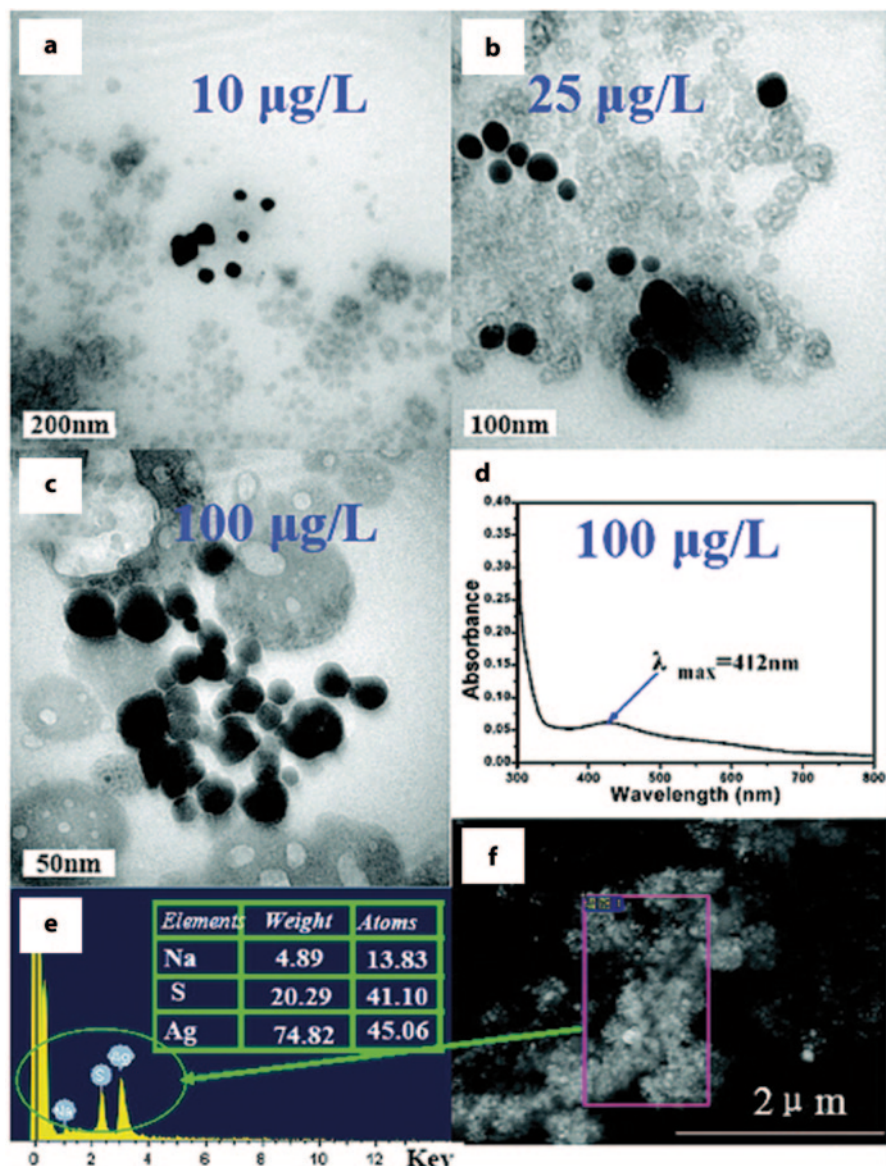 a
10 µg/L
200nm
b
25 µg/L
100nm
c
100 µg/L
50nm
d
100 µg/L
0.40
0.35
0.30
0.25
0.20
0.15
0.10
0.05
0.00
Absorbance
λ max=412nm
300 400 500 600 700 800
Wavelength (nm)
e
Elements Weight Atoms
Na 4.89 13.83
S 20.29 41.10
Ag 74.82 45.06
Na S Ag
0 2 4 6 8 10 12 Key
f
2 µ m